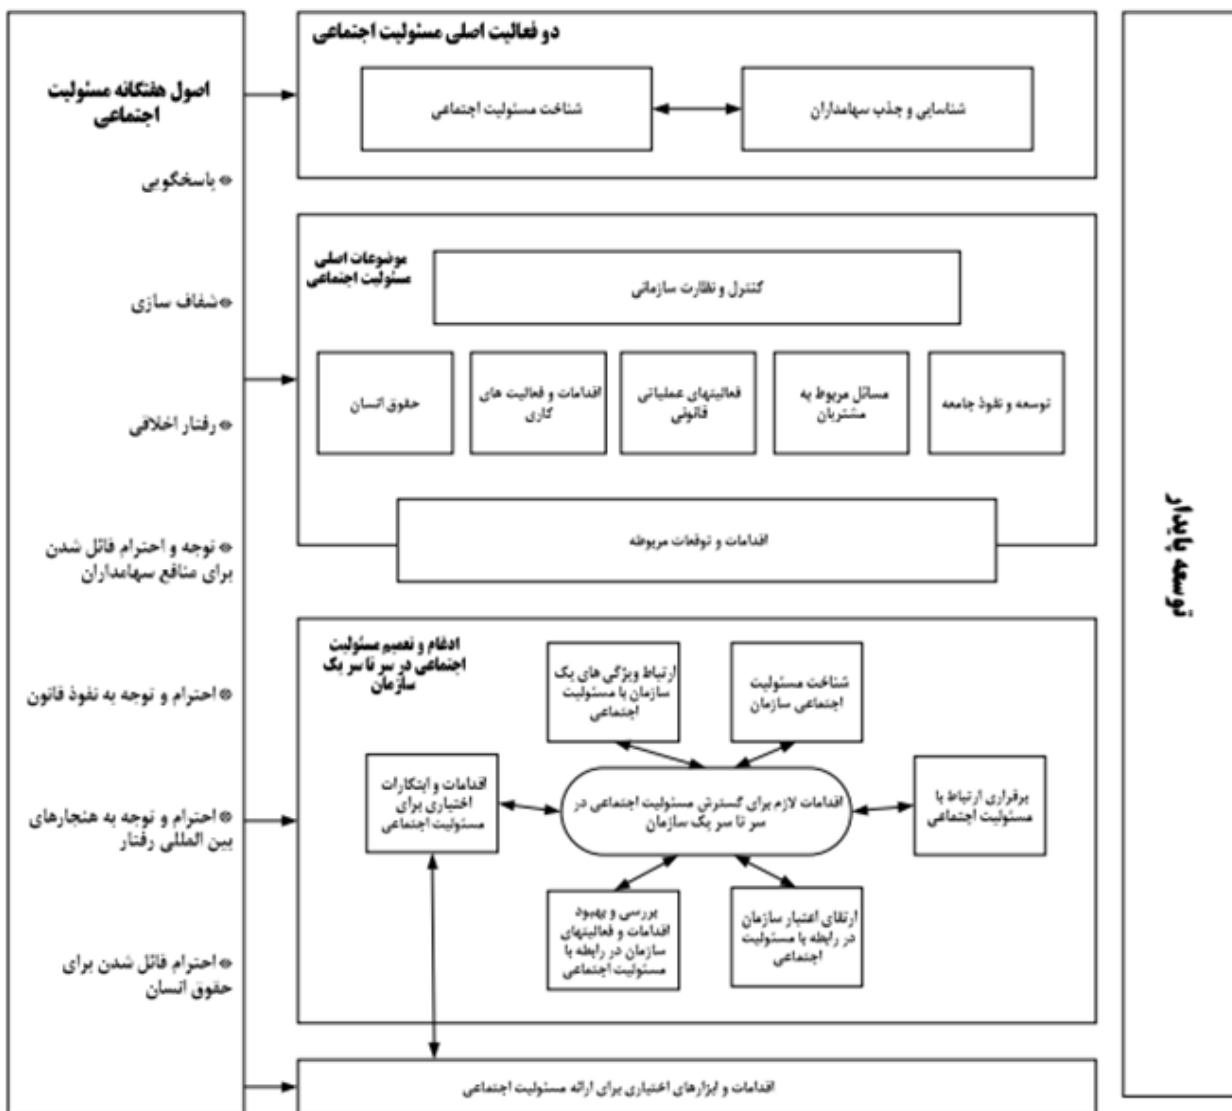 اصول هفتگانه مسئولیت
اجتماعی
پاسخگویی
شفاف سازی
رفتار اخلاقی
توجه و احترام قائل شدن
برای منافع سهامداران
احترام و توجه به نفوذ قانون
احترام و توجه به هنجارهای
بین المللی رفتار
احترام قائل شدن برای
حقوق انسان
دو فعالیت اصلی مسئولیت اجتماعی
شناخت مسئولیت اجتماعی
شناسایی و جذب سهامداران
موضوعات اصلی
مسئولیت اجتماعی
کنترل و نظارت سازمانی
حقوق انسان
اقدامات و فعالیت های
کاری
فعالیتهای عملیاتی
قانونی
مسائل مربوط به
مشتریان
توسعه و نفوذ جامعه
اقدامات و توقعات مربوطه
ادغام و تعمیم مسئولیت
اجتماعی در سر تا سر یک
سازمان
ارتباط ویژگی های یک
سازمان با مسئولیت
اجتماعی
شناخت مسئولیت
اجتماعی سازمان
اقدامات و ابتکارات
اختیاری برای
مسئولیت اجتماعی
اقدامات لازم برای گسترش مسئولیت اجتماعی در
سر تا سر یک سازمان
برقراری ارتباط با
مسئولیت اجتماعی
بررسی و بهبود
اقدامات و فعالیتهای
سازمان در رابطه با
مسئولیت اجتماعی
ارتقای اعتبار سازمان
در رابطه با مسئولیت
اجتماعی
اقدامات و ابزارهای اختیاری برای ارائه مسئولیت اجتماعی
توسعه پایدار